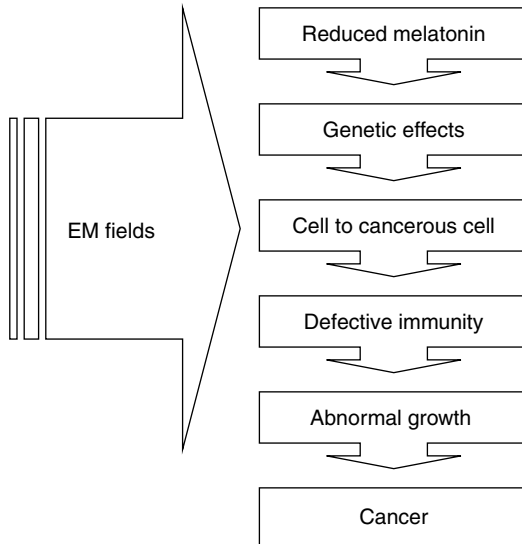 EM fields
Reduced melatonin
Genetic effects
Cell to cancerous cell
Defective immunity
Abnormal growth
Cancer